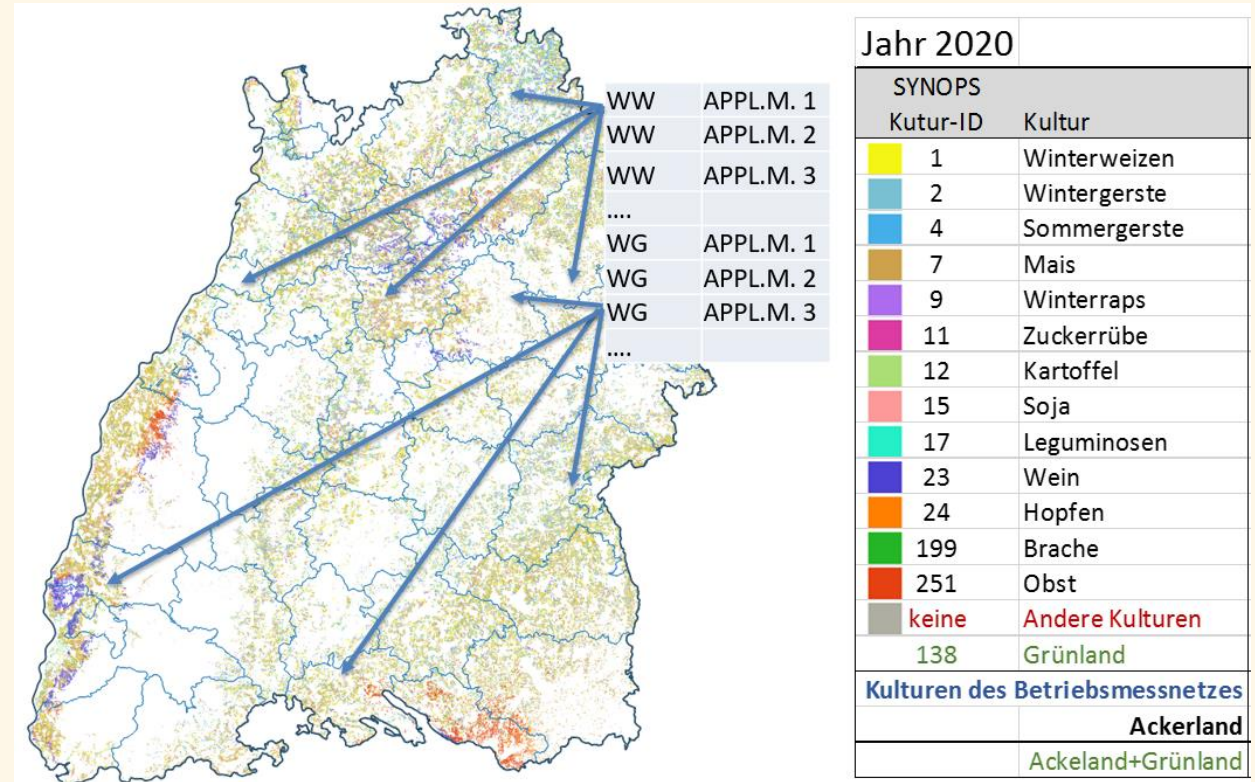 WW APPL.M. 1
WW APPL.M. 2
WW APPL.M. 3
....
WG APPL.M. 1
WG APPL.M. 2
WG APPL.M. 3
....
Jahr 2020
SYNOPS
Kutur-ID Kultur
1 Winterweizen
2 Wintergerste
4 Sommergerste
7 Mais
9 Winterraps
11 Zuckerrübe
12 Kartoffel
15 Soja
17 Leguminosen
23 Wein
24 Hopfen
199 Brache
251 Obst
keine Andere Kulturen
138 Grünland
Kulturen des Betriebsmessnetzes
Ackerland
Ackeland+Grünland